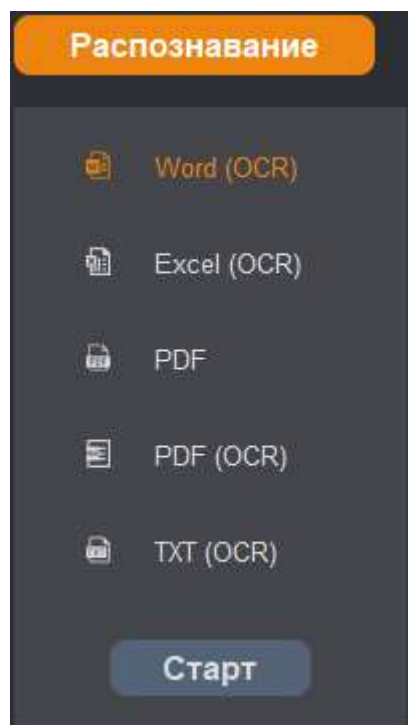 Распознавание
Word (OCR)
Excel (OCR)
PDF
PDF (OCR)
TXT (OCR)
Старт